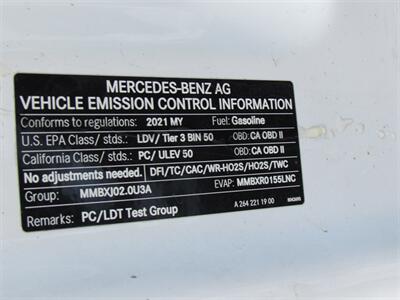 MERCEDES-BENZ AG
VEHICLE EMISSION CONTROL INFORMATION
Conforms to regulations: 2021 MY Fuel: Gasoline
U.S. EPA Class/ stds.: LDV/ Tier 3 BIN 50 OBD: CA OBD II
California Class/ stds.: PC/ ULEV 50 OBD: CA OBD II
No adjustments needed. DFI/TC/CAC/WR-HO2S/HO2S/TWC
Group: MMBXJ02.0U3A EVAP: MMBXR0155LNC
Remarks: PC/LDT Test Group A 264 221 19 00